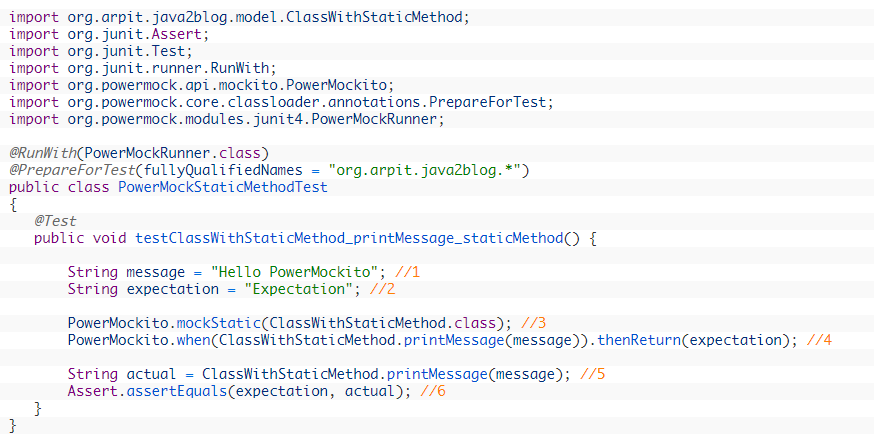 import org.arpit.java2blog.model.ClassWithStaticMethod;
import org.junit.Assert;
import org.junit.Test;
import org.junit.runner.RunWith;
import org.powermock.api.mockito.PowerMockito;
import org.powermock.core.classloader.annotations.PrepareForTest;
import org.powermock.modules.junit4.PowerMockRunner;

@RunWith(PowerMockRunner.class)
@PrepareForTest(fullyQualifiedNames = "org.arpit.java2blog.*")
public class PowerMockStaticMethodTest
{
   @Test
   public void testClassWithStaticMethod_printMessage_staticMethod() {

       String message = "Hello PowerMockito"; //1
       String expectation = "Expectation"; //2

       PowerMockito.mockStatic(ClassWithStaticMethod.class); //3
       PowerMockito.when(ClassWithStaticMethod.printMessage(message)).thenReturn(expectation); //4

       String actual = ClassWithStaticMethod.printMessage(message); //5
       Assert.assertEquals(expectation, actual); //6
   }
}